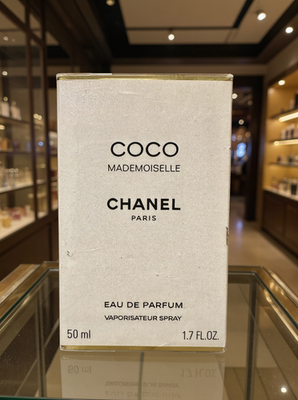 COCO
MADEMOISELLE
CHANEL
PARIS
EAU DE PARFUM
VAPORISATEUR SPRAY
50 ml 1.7 FL.OZ.